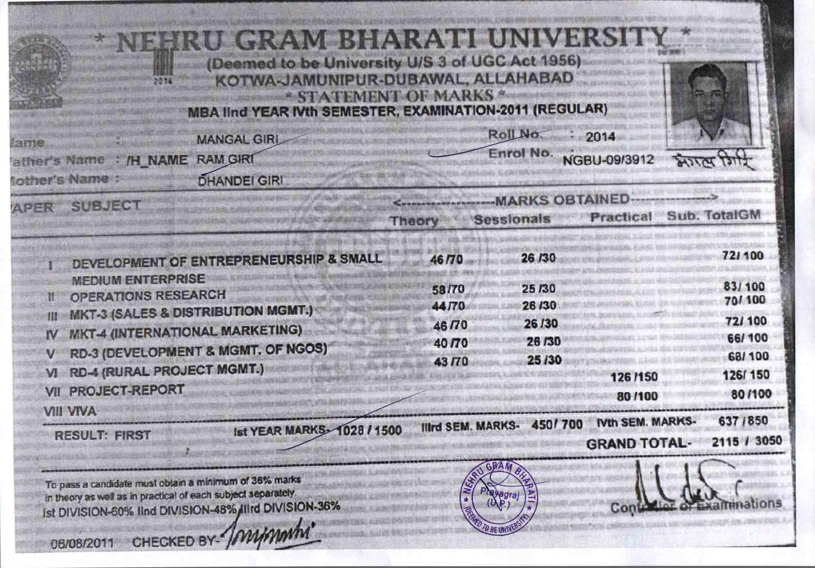 * NEHRU GRAM BHARATI UNIVERSITY *
(Deemed to be University U/S 3 of UGC Act 1956)
2014
KOTWA-JAMUNIPUR-DUBAWAL, ALLAHABAD
* STATEMENT OF MARKS *
MBA IInd YEAR IVth SEMESTER, EXAMINATION-2011 (REGULAR)
ame : MANGAL GIRI Roll No. : 2014
ather's Name : /H_NAME RAM GIRI Enrol No. NGBU-09/3912
मंगल गिरि
other's Name : DHANDEI GIRI
APER SUBJECT <-----------MARKS OBTAINED----------->
Theory Sessionals Practical Sub. TotalGM
I DEVELOPMENT OF ENTREPRENEURSHIP & SMALL 46/70 26/30 72/100
MEDIUM ENTERPRISE
II OPERATIONS RESEARCH 58/70 25/30 83/100
III MKT-3 (SALES & DISTRIBUTION MGMT.) 44/70 26/30 70/100
IV MKT-4 (INTERNATIONAL MARKETING) 46/70 26/30 72/100
V RD-3 (DEVELOPMENT & MGMT. OF NGOS) 40/70 26/30 66/100
VI RD-4 (RURAL PROJECT MGMT.) 43/70 25/30 68/100
VII PROJECT-REPORT 126/150 126/150
VIII VIVA 80/100 80/100
RESULT: FIRST Ist YEAR MARKS- 1028/1500 IIIrd SEM. MARKS- 450/700 IVth SEM. MARKS- 637/850
GRAND TOTAL- 2115 / 3050
To pass a candidate must obtain a minimum of 36% marks
in theory as well as in practical of each subject separately.
Ist DIVISION-60% IInd DIVISION-48% IIIrd DIVISION-36%
NEHRU GRAM BHARATI
Prayagraj
(U.P.)
(DEEMED TO BE UNIVERSITY)
Controller of Examinations
06/08/2011 CHECKED BY-